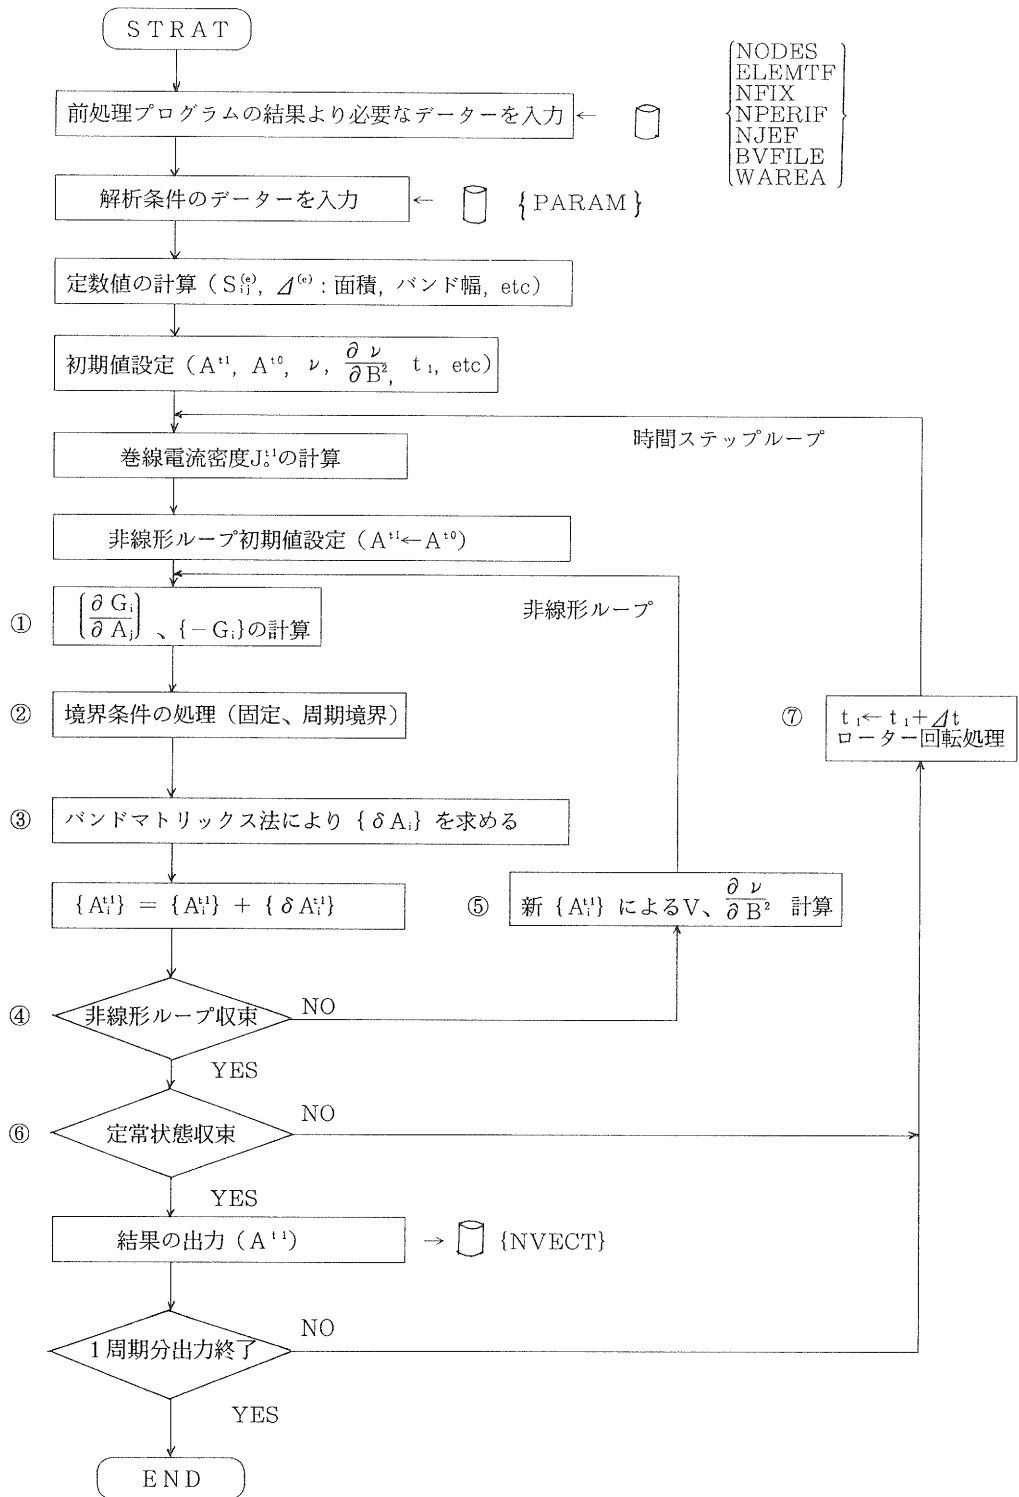 STRAT
前処理プログラムの結果より必要なデーターを入力 ←
NODES
ELEMTF
NFIX
NPERIF
NJEF
BVFILE
WAREA
解析条件のデーターを入力 ← {PARAM}
定数値の計算(Sᵢⱼ⁽ᵉ⁾, Δ⁽ᵉ⁾:面積, バンド幅, etc)
初期値設定(Aᵗ¹, Aᵗ⁰, ν, ∂ν/∂B², t₁, etc)
時間ステップループ
巻線電流密度J₀ᵗ¹の計算
非線形ループ初期値設定(Aᵗ¹←Aᵗ⁰)
非線形ループ
① [∂Gᵢ/∂Aⱼ]、{−Gᵢ}の計算
② 境界条件の処理(固定、周期境界)
⑦ t₁←t₁+Δt
ローター回転処理
③ バンドマトリックス法により{δAᵢ}を求める
{Aᵢᵗ¹} = {Aᵢᵗ¹} + {δAᵢᵗ¹}
⑤ 新{Aᵢᵗ¹}によるV、∂ν/∂B² 計算
④ 非線形ループ収束 NO
YES
⑥ 定常状態収束 NO
YES
結果の出力(Aᵗ¹) → {NVECT}
1周期分出力終了 NO
YES
END